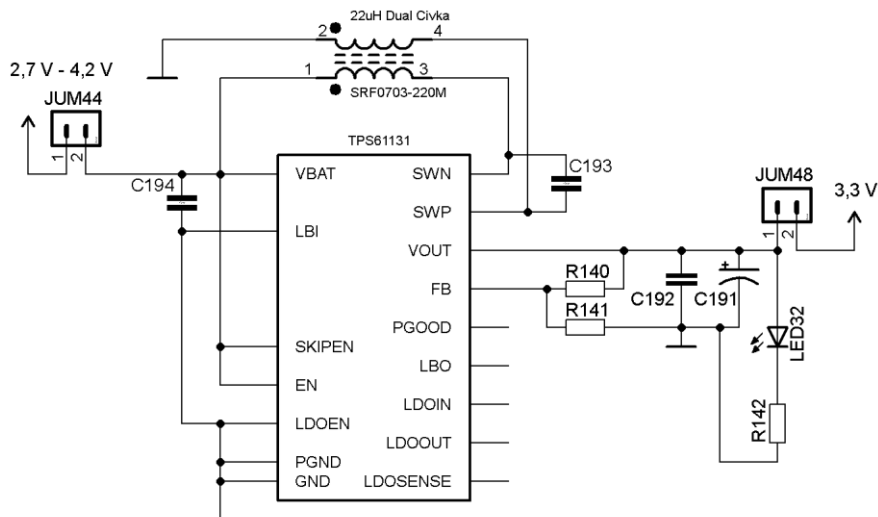 22uH Dual Civka
2
4
1
3
SRF0703-220M
2,7 V - 4,2 V
JUM44
1
2
TPS61131
C194
VBAT
SWN
C193
SWP
LBI
VOUT
JUM48
1
2
3,3 V
FB
R140
R141
C192
+
C191
LED32
PGOOD
SKIPEN
LBO
EN
LDOIN
LDOEN
LDOOUT
R142
PGND
GND
LDOSENSE